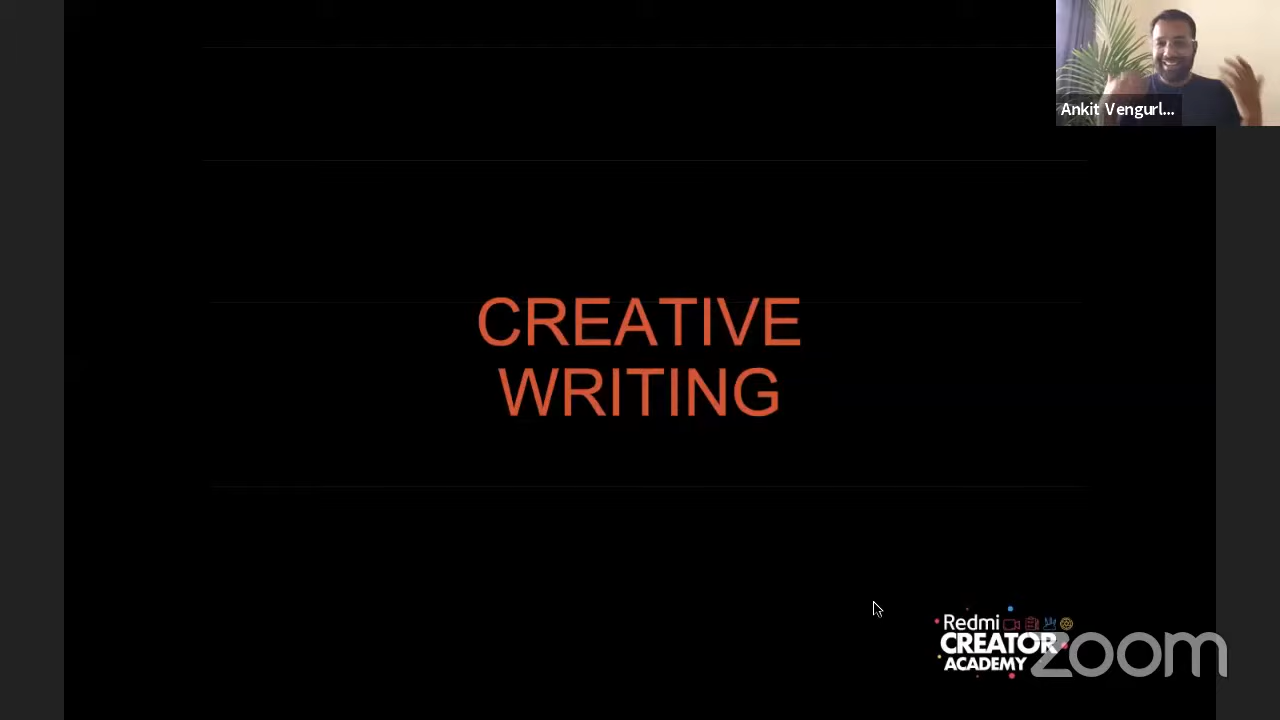 Ankit Vengurl...
CREATIVE
WRITING
Redmi
CREATOR
ACADEMY
zoom